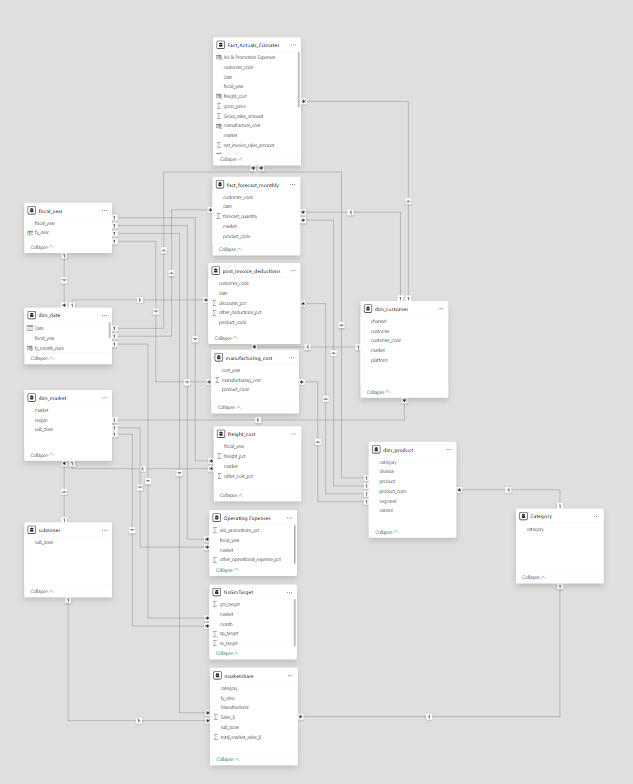 Fact_Actuals_Esimates
Ad & Promotion Expenses
customer_code
date
fiscal_year
freight_cost
gross_price
Gross_sales_amount
manufacture_cost
market
net_invoice_sales_amount
Collapse
fact_forecast_monthly
customer_code
date
forecast_quantity
market
product_code
Collapse
fiscal_year
fiscal_year
fy_desc
Collapse
post_invoice_deductions
customer_code
date
discounts_pct
other_deductions_pct
product_code
Collapse
dim_date
Date
fiscal_year
fy_month_num
Collapse
dim_customer
channel
customer
customer_code
market
platform
Collapse
manufacturing_cost
cost_year
manufacturing_cost
product_code
Collapse
dim_market
market
region
sub_zone
Collapse
freight_cost
fiscal_year
freight_pct
market
other_cost_pct
Collapse
dim_product
category
division
product
product_code
segment
variant
Collapse
subzones
sub_zone
Collapse
Operating Expenses
ads_promotions_pct
fiscal_year
market
other_operational_expense_pct
Collapse
Category
category
Collapse
NsGmTarget
gm_target
market
month
np_target
ns_target
Collapse
marketshare
category
fy_desc
Manufacturer
Sales_$
sub_zone
total_market_sales_$
Collapse